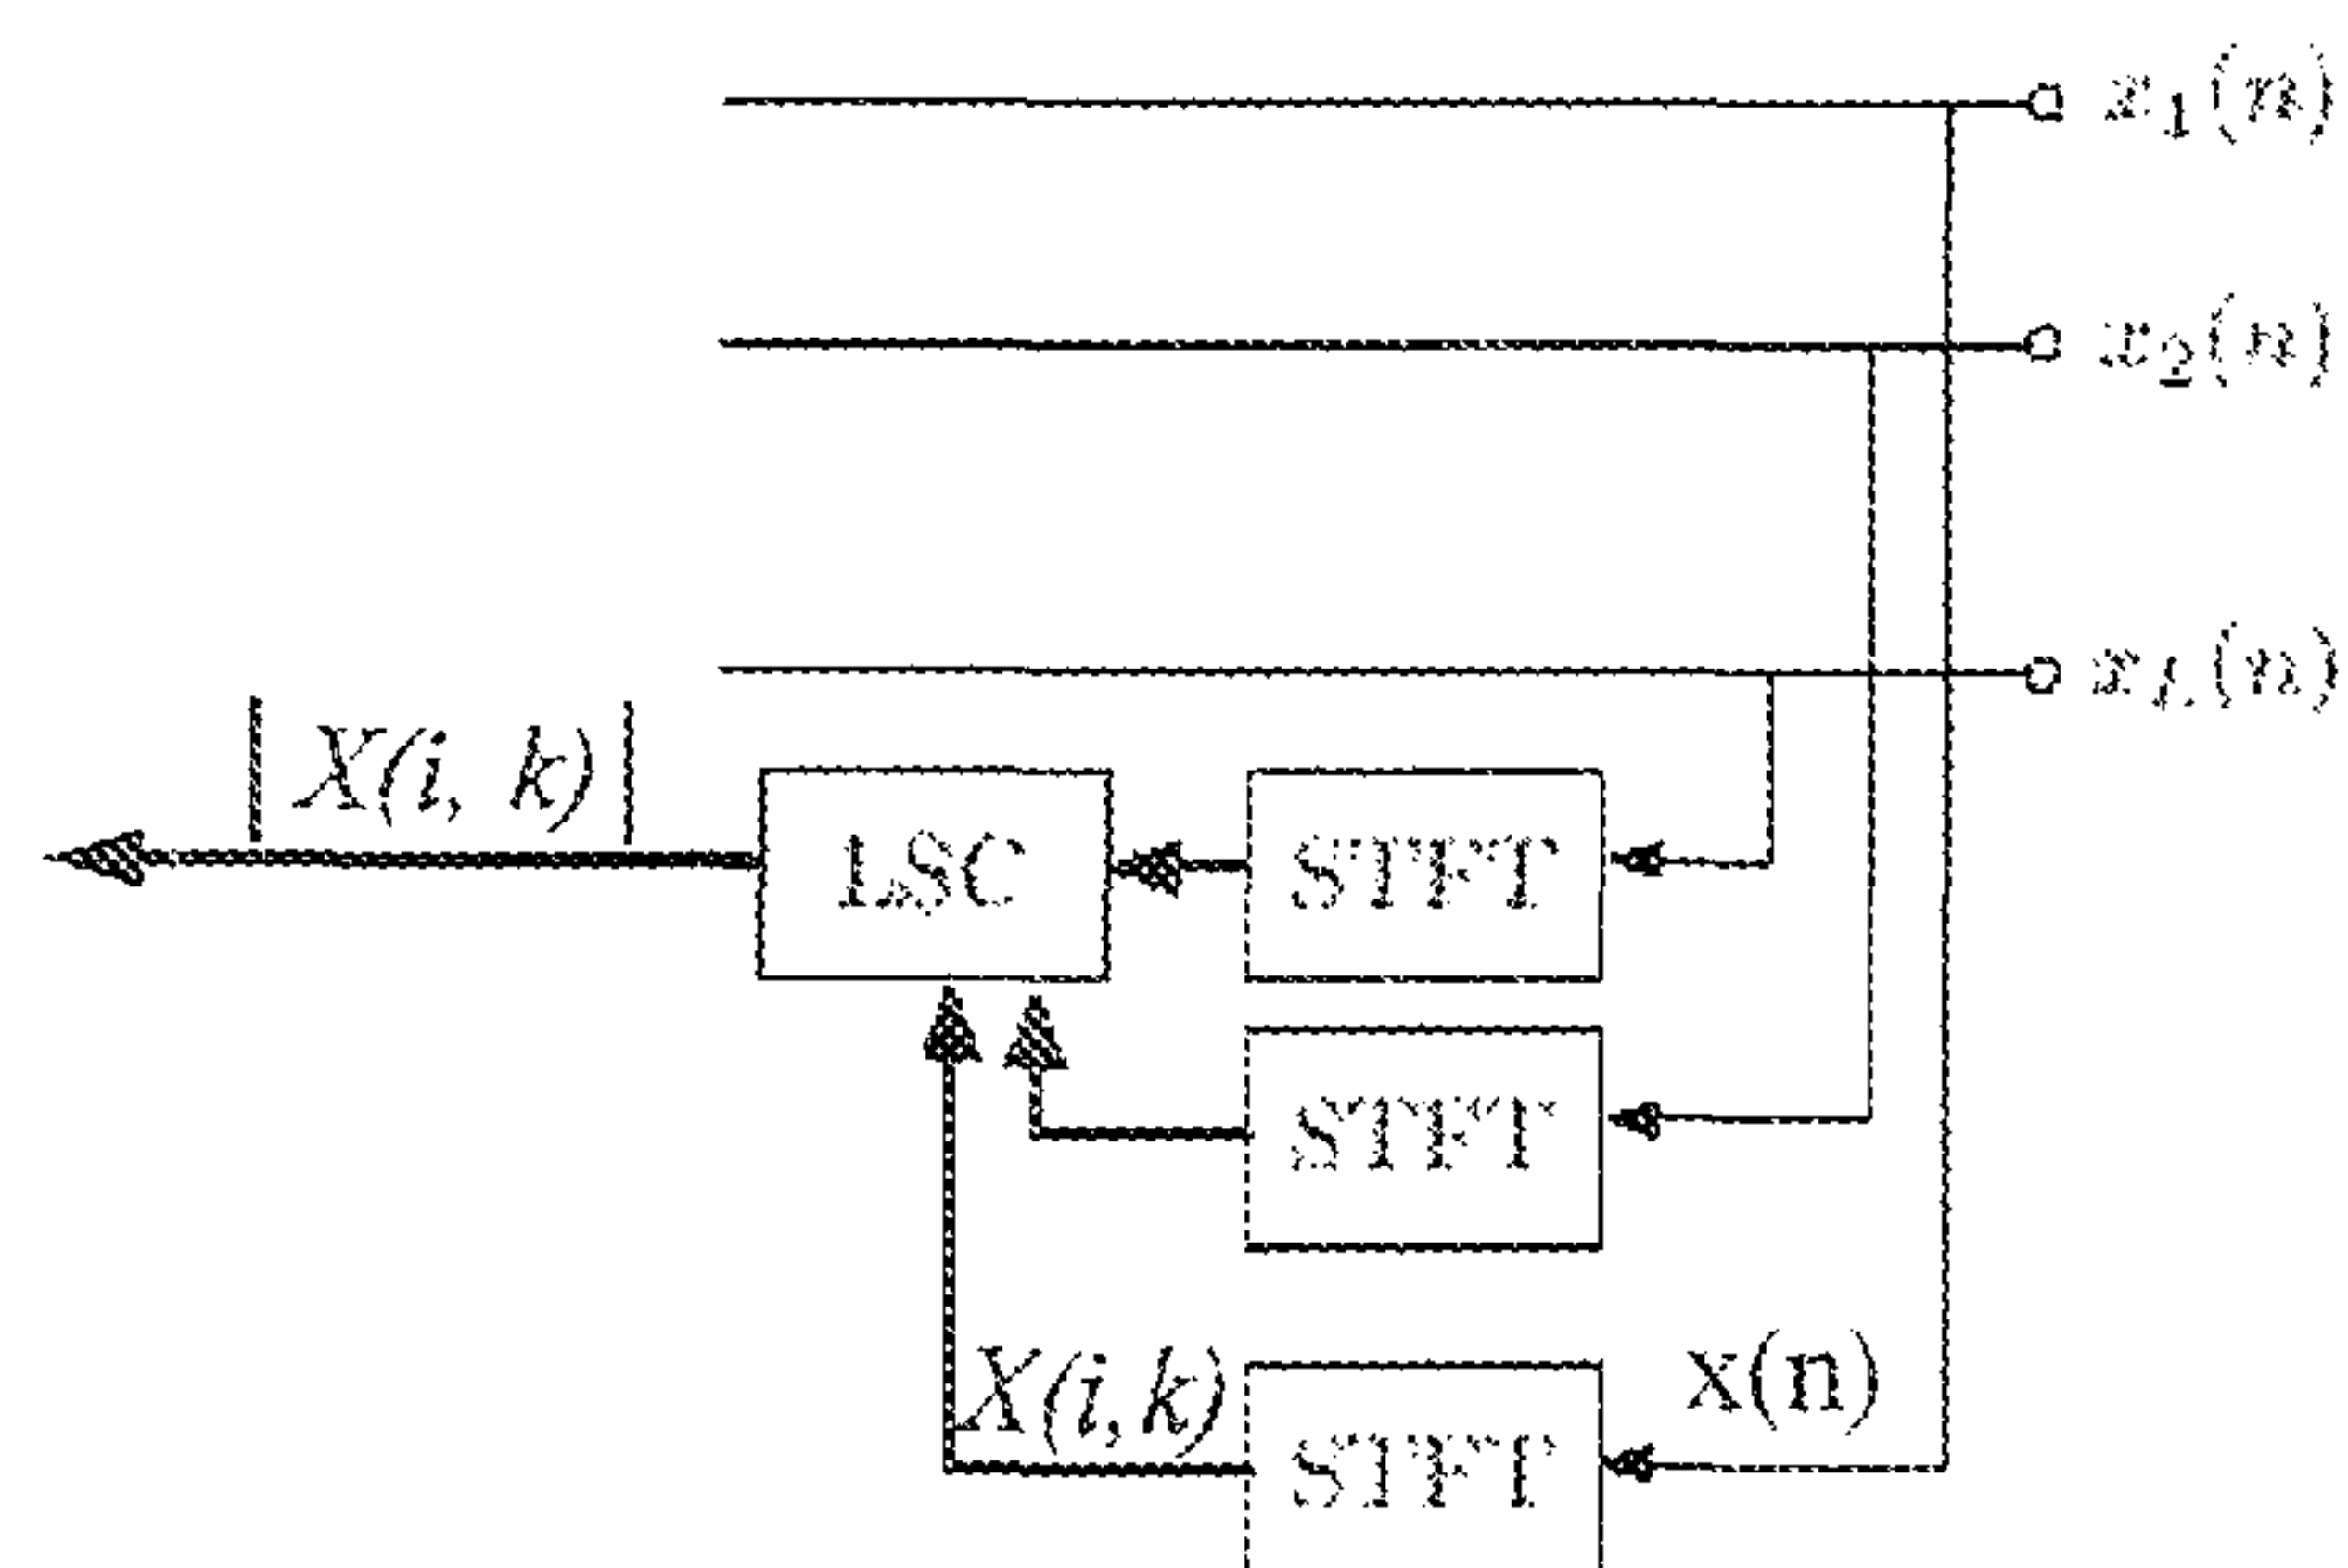 x1(n)
x2(n)
xL(n)
|X(i, k)|
LSC
STFT
STFT
X(i,k)
x(n)
STFT